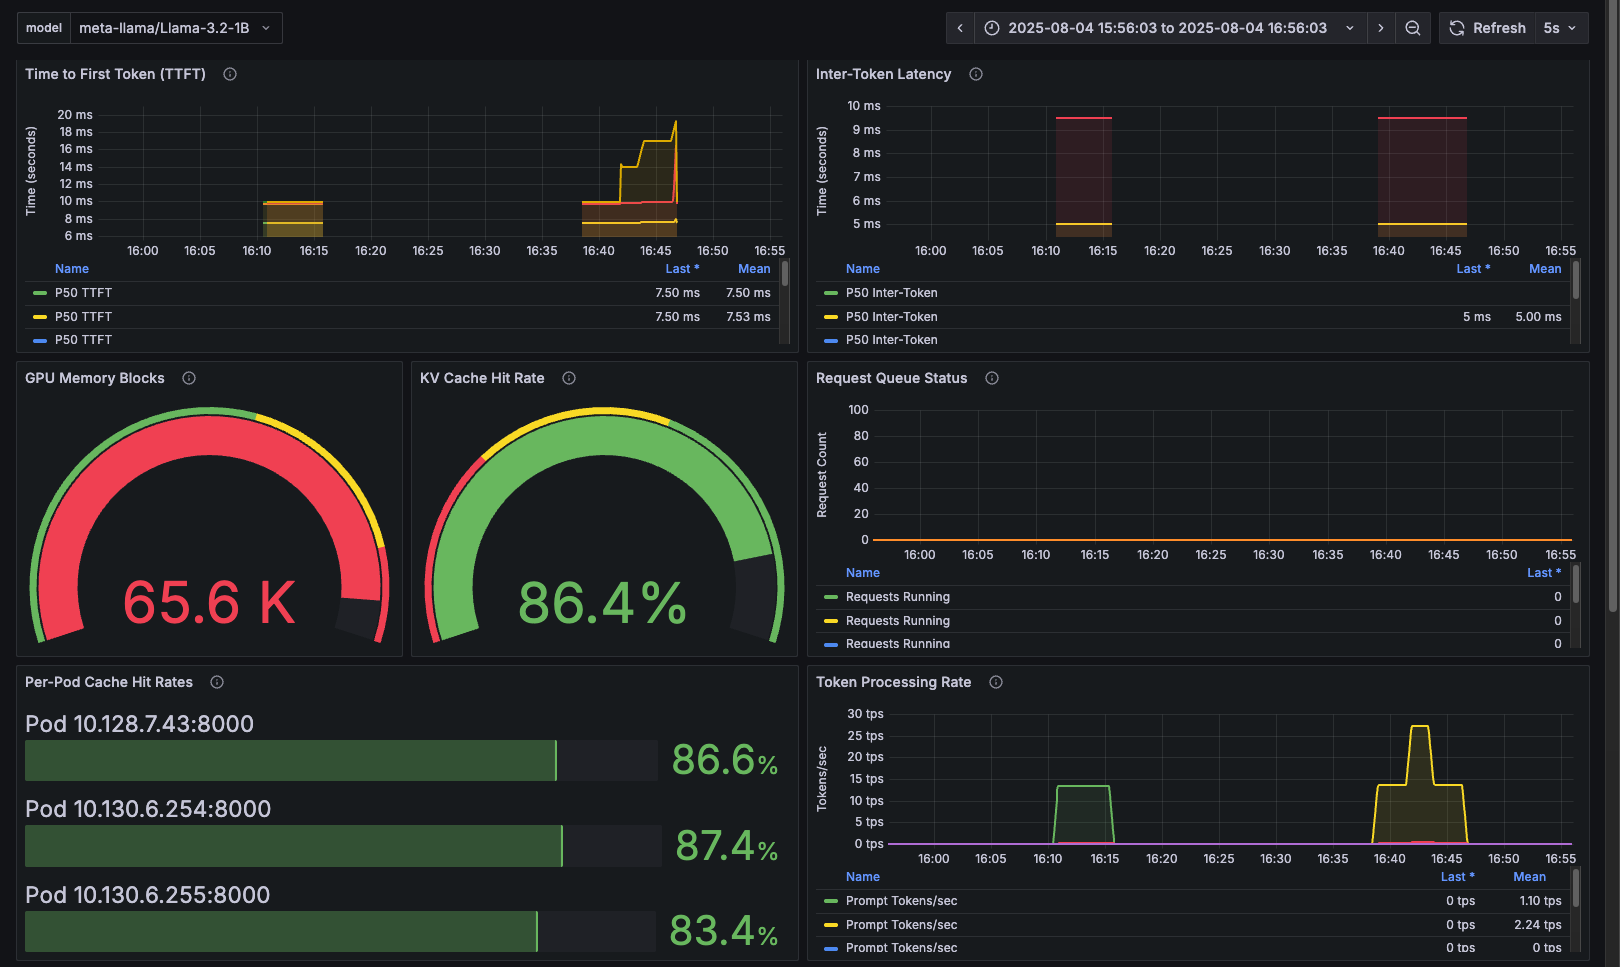 model meta-llama/Llama-3.2-1B 2025-08-04 15:56:03 to 2025-08-04 16:56:03 Refresh 5s
Time to First Token (TTFT)
Time (seconds)
20 ms
18 ms
16 ms
14 ms
12 ms
10 ms
8 ms
6 ms
16:00 16:05 16:10 16:15 16:20 16:25 16:30 16:35 16:40 16:45 16:50 16:55
Name Last * Mean
P50 TTFT 7.50 ms 7.50 ms
P50 TTFT 7.50 ms 7.53 ms
P50 TTFT
Inter-Token Latency
Time (seconds)
10 ms
9 ms
8 ms
7 ms
6 ms
5 ms
16:00 16:05 16:10 16:15 16:20 16:25 16:30 16:35 16:40 16:45 16:50 16:55
Name Last * Mean
P50 Inter-Token
P50 Inter-Token 5 ms 5.00 ms
P50 Inter-Token
GPU Memory Blocks
65.6 K
KV Cache Hit Rate
86.4%
Request Queue Status
Request Count
100
80
60
40
20
0
16:00 16:05 16:10 16:15 16:20 16:25 16:30 16:35 16:40 16:45 16:50 16:55
Name Last *
Requests Running 0
Requests Running 0
Requests Running 0
Per-Pod Cache Hit Rates
Pod 10.128.7.43:8000
86.6%
Pod 10.130.6.254:8000
87.4%
Pod 10.130.6.255:8000
83.4%
Token Processing Rate
Tokens/sec
30 tps
25 tps
20 tps
15 tps
10 tps
5 tps
0 tps
16:00 16:05 16:10 16:15 16:20 16:25 16:30 16:35 16:40 16:45 16:50 16:55
Name Last * Mean
Prompt Tokens/sec 0 tps 1.10 tps
Prompt Tokens/sec 0 tps 2.24 tps
Prompt Tokens/sec 0 tps 0 tps